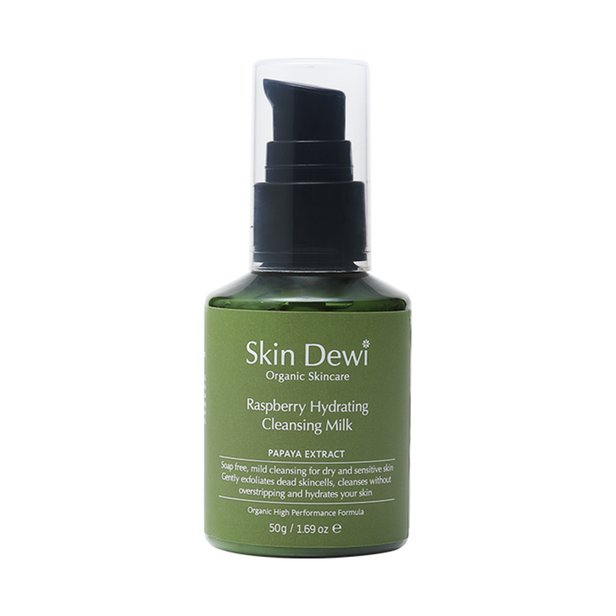 Skin Dewi
Organic Skincare
Raspberry Hydrating
Cleansing Milk
PAPAYA EXTRACT
Soap free, mild cleansing for dry and sensitive skin
Gently exfoliates dead skincells, cleanses without
overstripping and hydrates your skin
Organic High Performance Formula
50g / 1.69 oz ℮